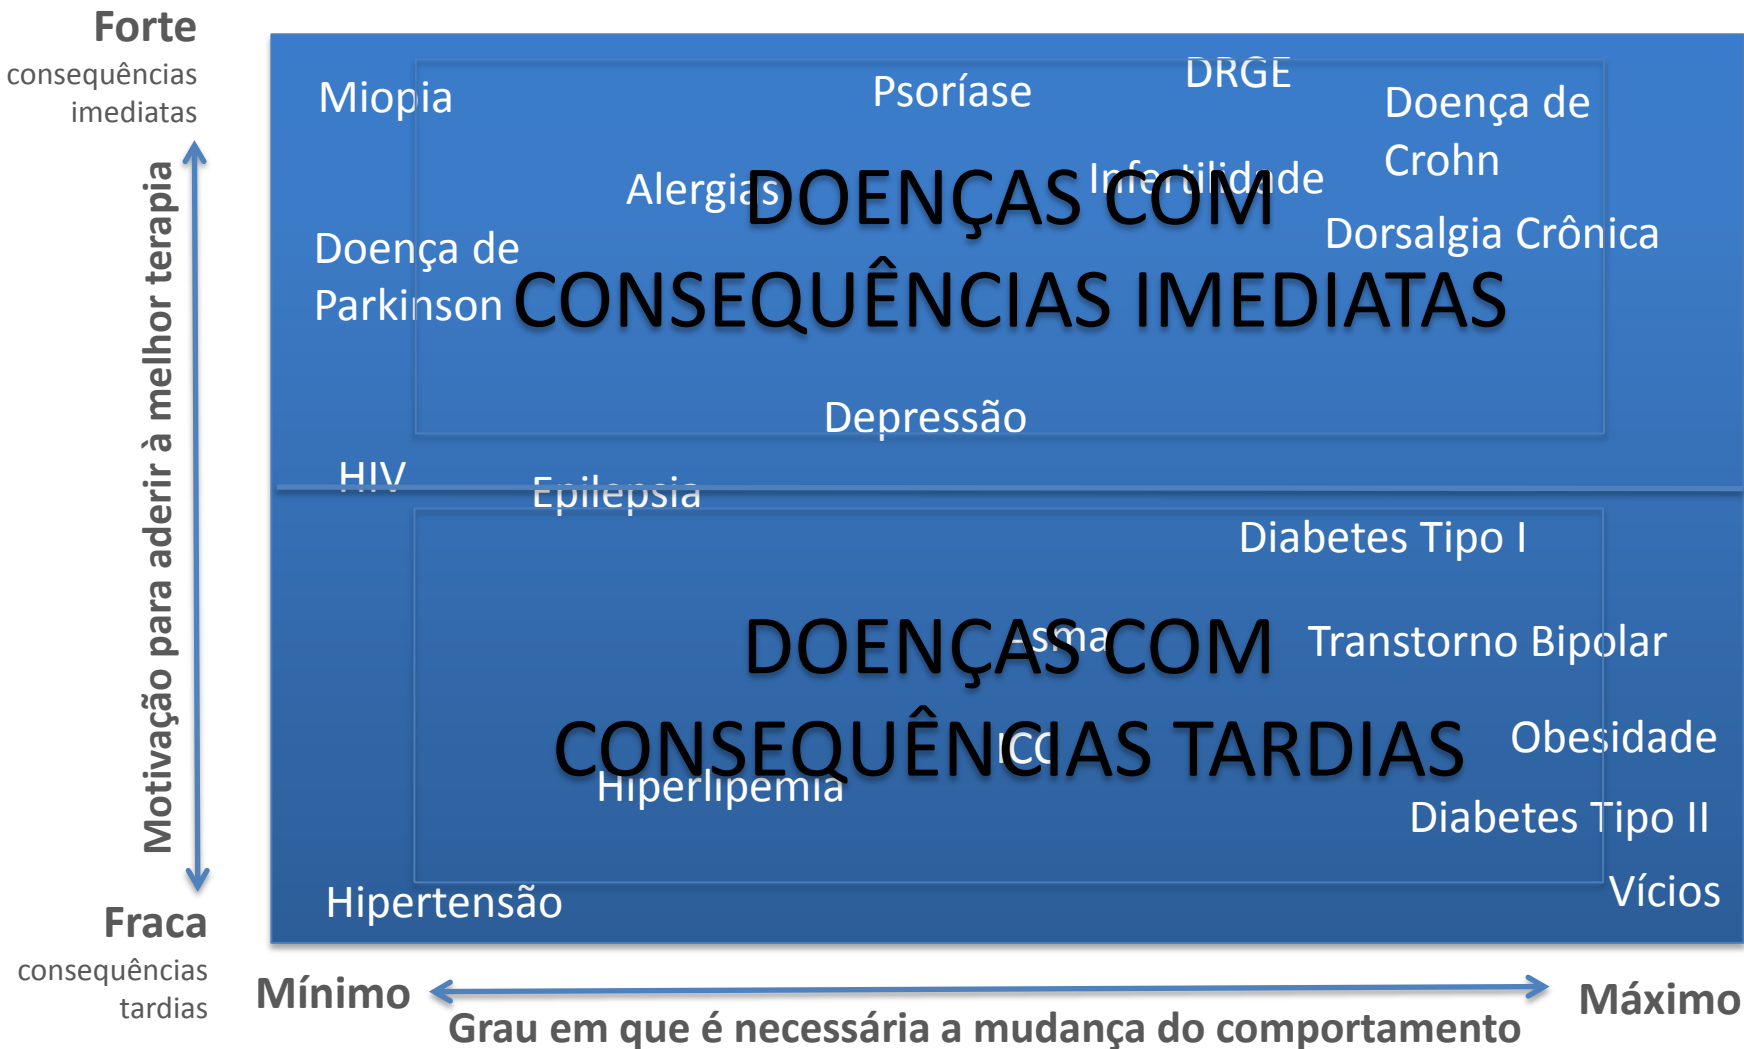 Forte
consequências
imediatas
Motivação para aderir à melhor terapia
Fraca
consequências
tardias
Miopia
Psoríase
DRGE
Doença de
Crohn
Alergias
Infertilidade
DOENÇAS COM
CONSEQUÊNCIAS IMEDIATAS
Dorsalgia Crônica
Doença de
Parkinson
Depressão
HIV
Epilepsia
Diabetes Tipo I
DOENÇAS COM
CONSEQUÊNCIAS TARDIAS
Transtorno Bipolar
ICC
Obesidade
Hiperlipemia
Diabetes Tipo II
Hipertensão
Vícios
Mínimo
Máximo
Grau em que é necessária a mudança do comportamento